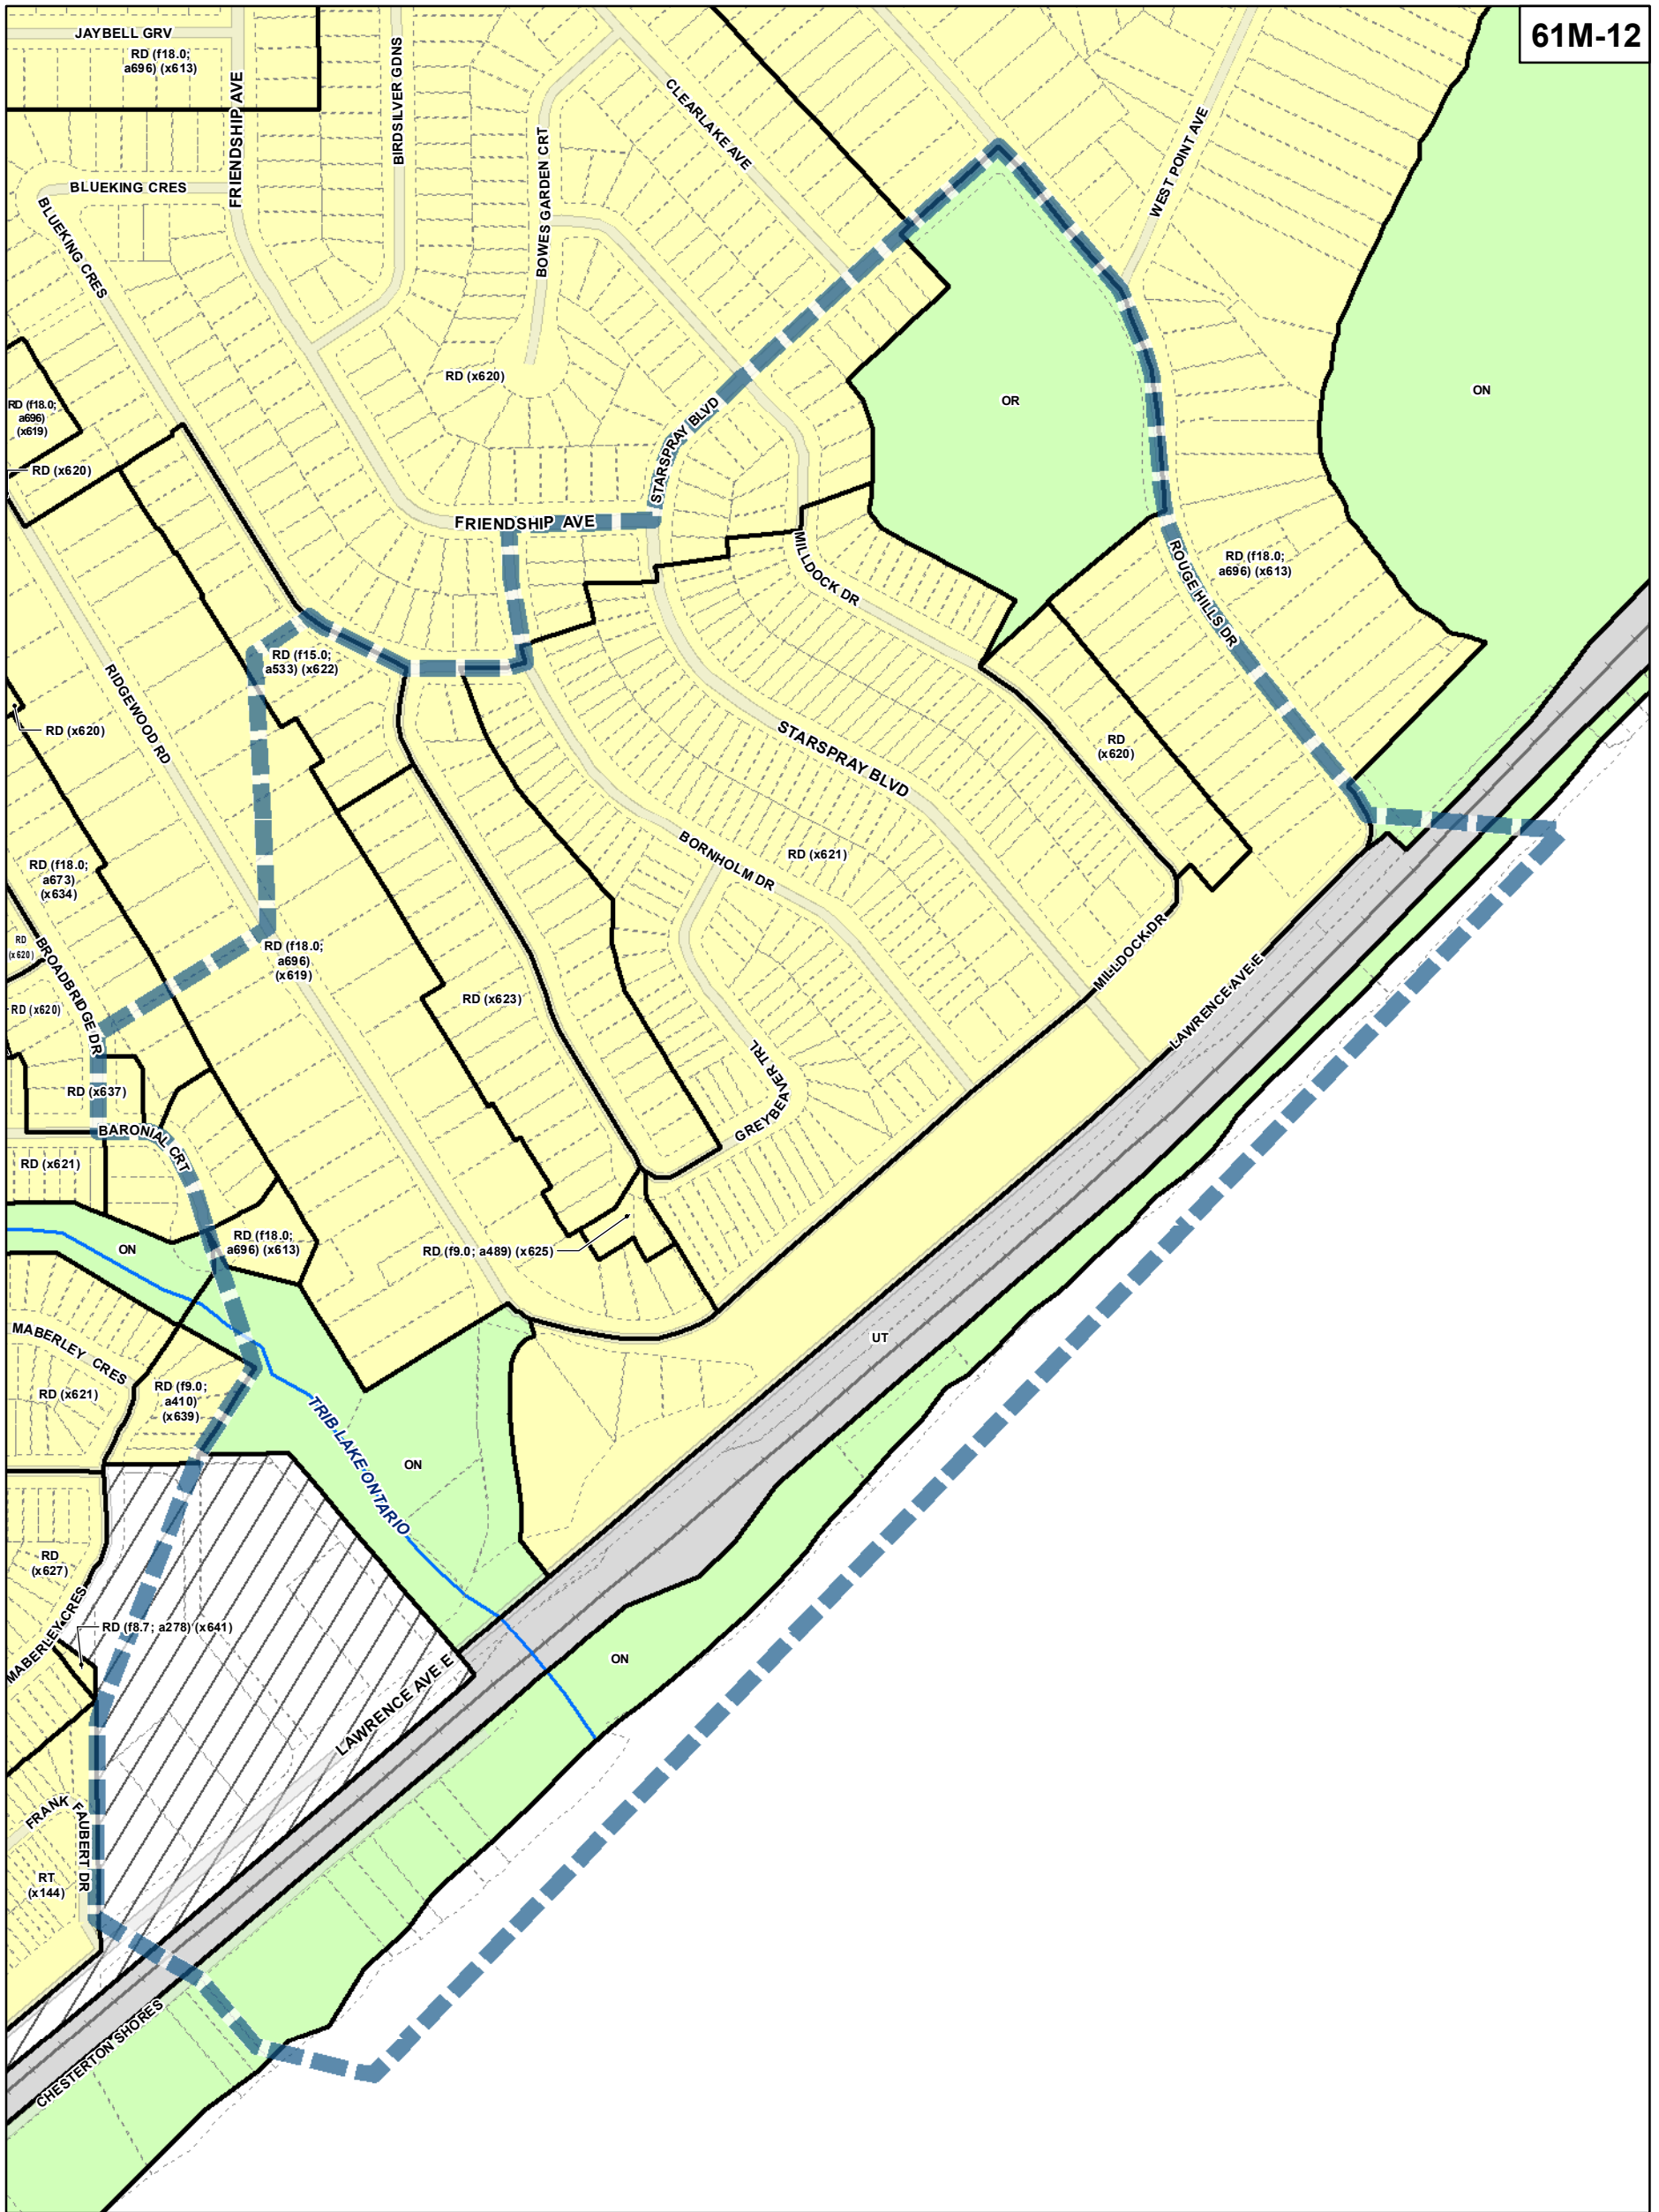 61M-12
JAYBELL GRV
RD (f18.0;
a696) (x613)
FRIENDSHIP AVE
BIRDSILVER GDNS
CLEARLAKE AVE
WEST POINT AVE
BLUEKING CRES
BLUEKING CRES
BOWES GARDEN CRT
RD (x620)
OR
ON
RD (f18.0;
a696)
(x619)
RD (x620)
STARSPRAY BLVD
FRIENDSHIP AVE
MILLDOCK DR
RD (f18.0;
a696) (x613)
ROUGE HILLS DR
RD (f15.0;
a533) (x622)
RIDGEWOOD RD
RD (x620)
STARSPRAY BLVD
RD
(x620)
BORNHOLM DR
RD (x621)
RD (f18.0;
a673)
(x634)
RD
(x620)
BROADBRIDGE DR
RD (f18.0;
a696)
(x619)
RD (x623)
MILLDOCK DR
LAWRENCE AVE E
RD (x620)
GREYBEAVER TRL
RD (x637)
BARONIAL CRT
RD (x621)
ON
RD (f18.0;
a696) (x613)
RD (f9.0; a489) (x625)
UT
MABERLEY CRES
RD (x621)
RD (f9.0;
a410)
(x639)
TRIB LAKE ONTARIO
ON
RD
(x627)
MABERLEY CRES
RD (f8.7; a278) (x641)
ON
LAWRENCE AVE E
FRANK FAUBERT DR
RT
(x144)
CHESTERTON SHORES